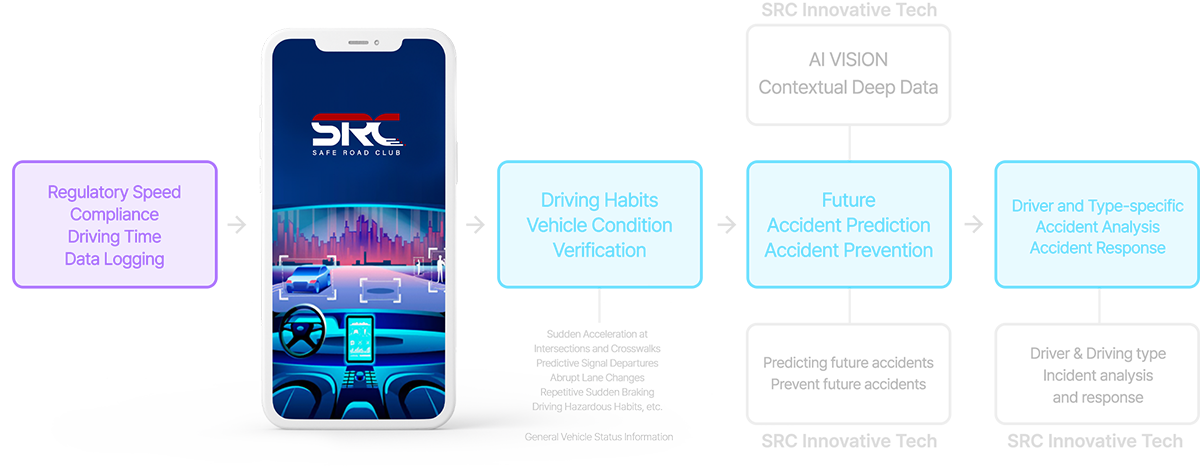 Regulatory Speed
Compliance
Driving Time
Data Logging
SRC
SAFE ROAD CLUB
Driving Habits
Vehicle Condition
Verification
Sudden Acceleration at
Intersections and Crosswalks
Predictive Signal Departures
Abrupt Lane Changes
Repetitive Sudden Braking
Driving Hazardous Habits, etc.
General Vehicle Status Information
SRC Innovative Tech
AI VISION
Contextual Deep Data
Future
Accident Prediction
Accident Prevention
Predicting future accidents
Prevent future accidents
SRC Innovative Tech
Driver and Type-specific
Accident Analysis
Accident Response
Driver & Driving type
Incident analysis
and response
SRC Innovative Tech